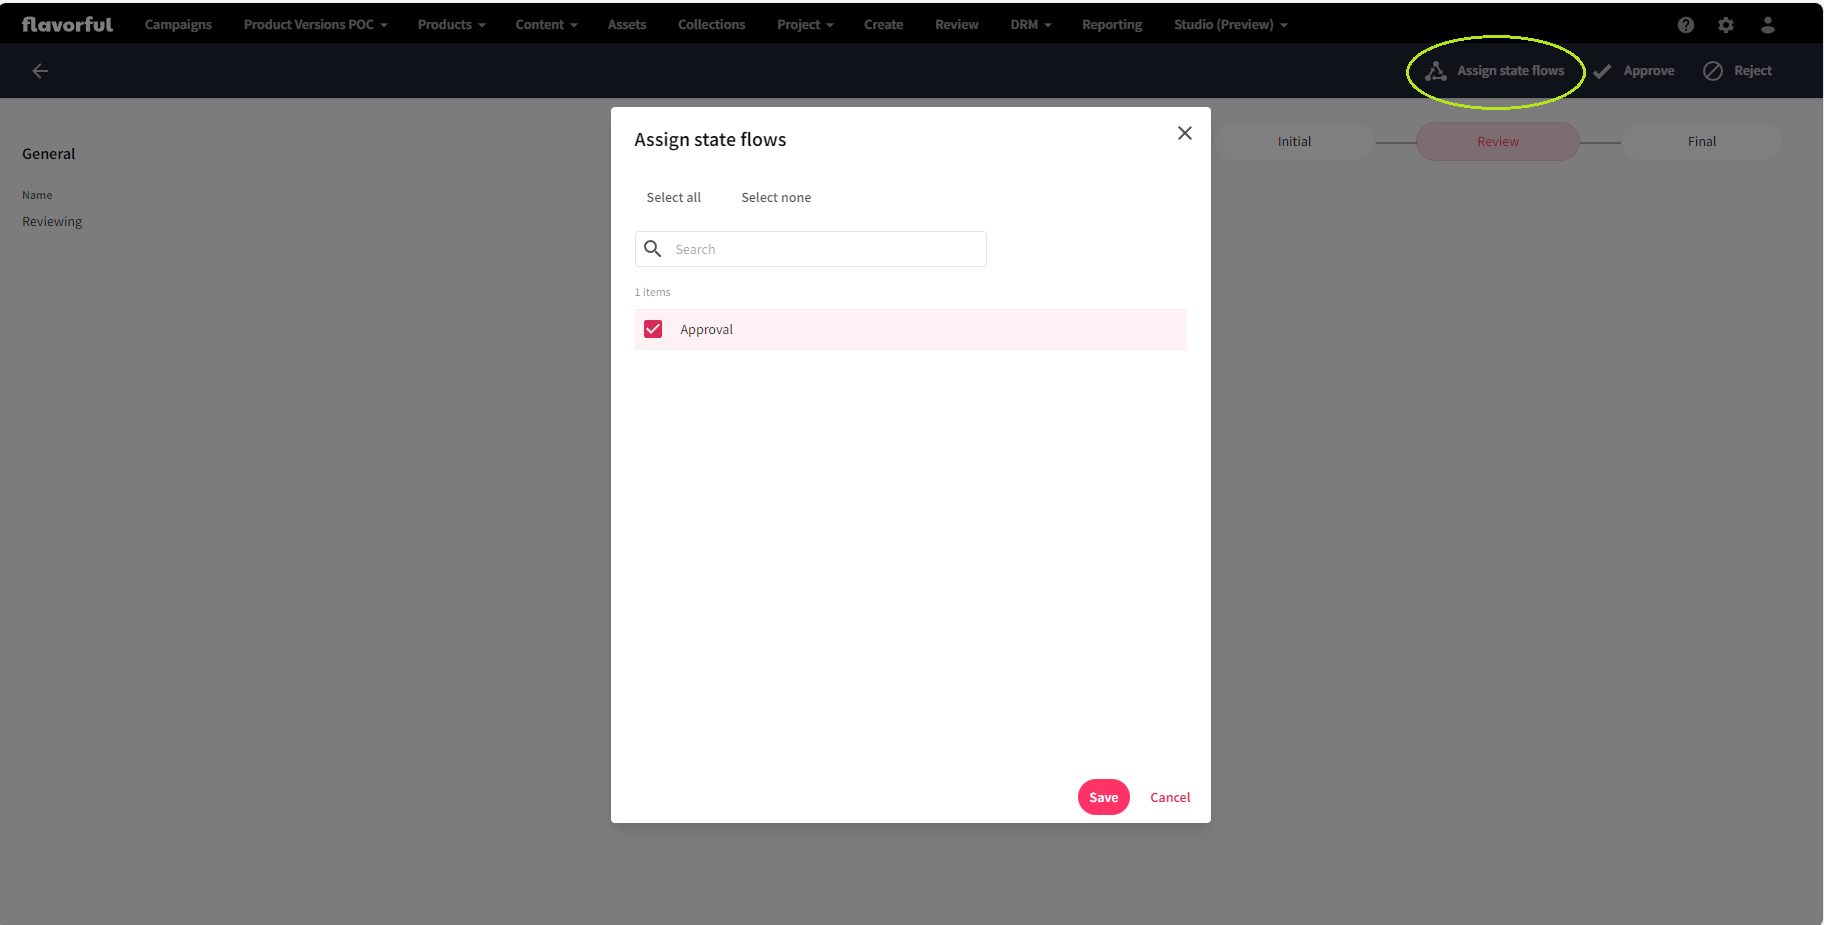 flavorful Campaigns Product Versions POC Products Content Assets Collections Project Create Review DRM Reporting Studio (Preview)
Assign state flows Approve Reject
Assign state flows
Initial Review Final
General
Select all Select none
Name
Reviewing
Search
1 items
Approval
Save Cancel